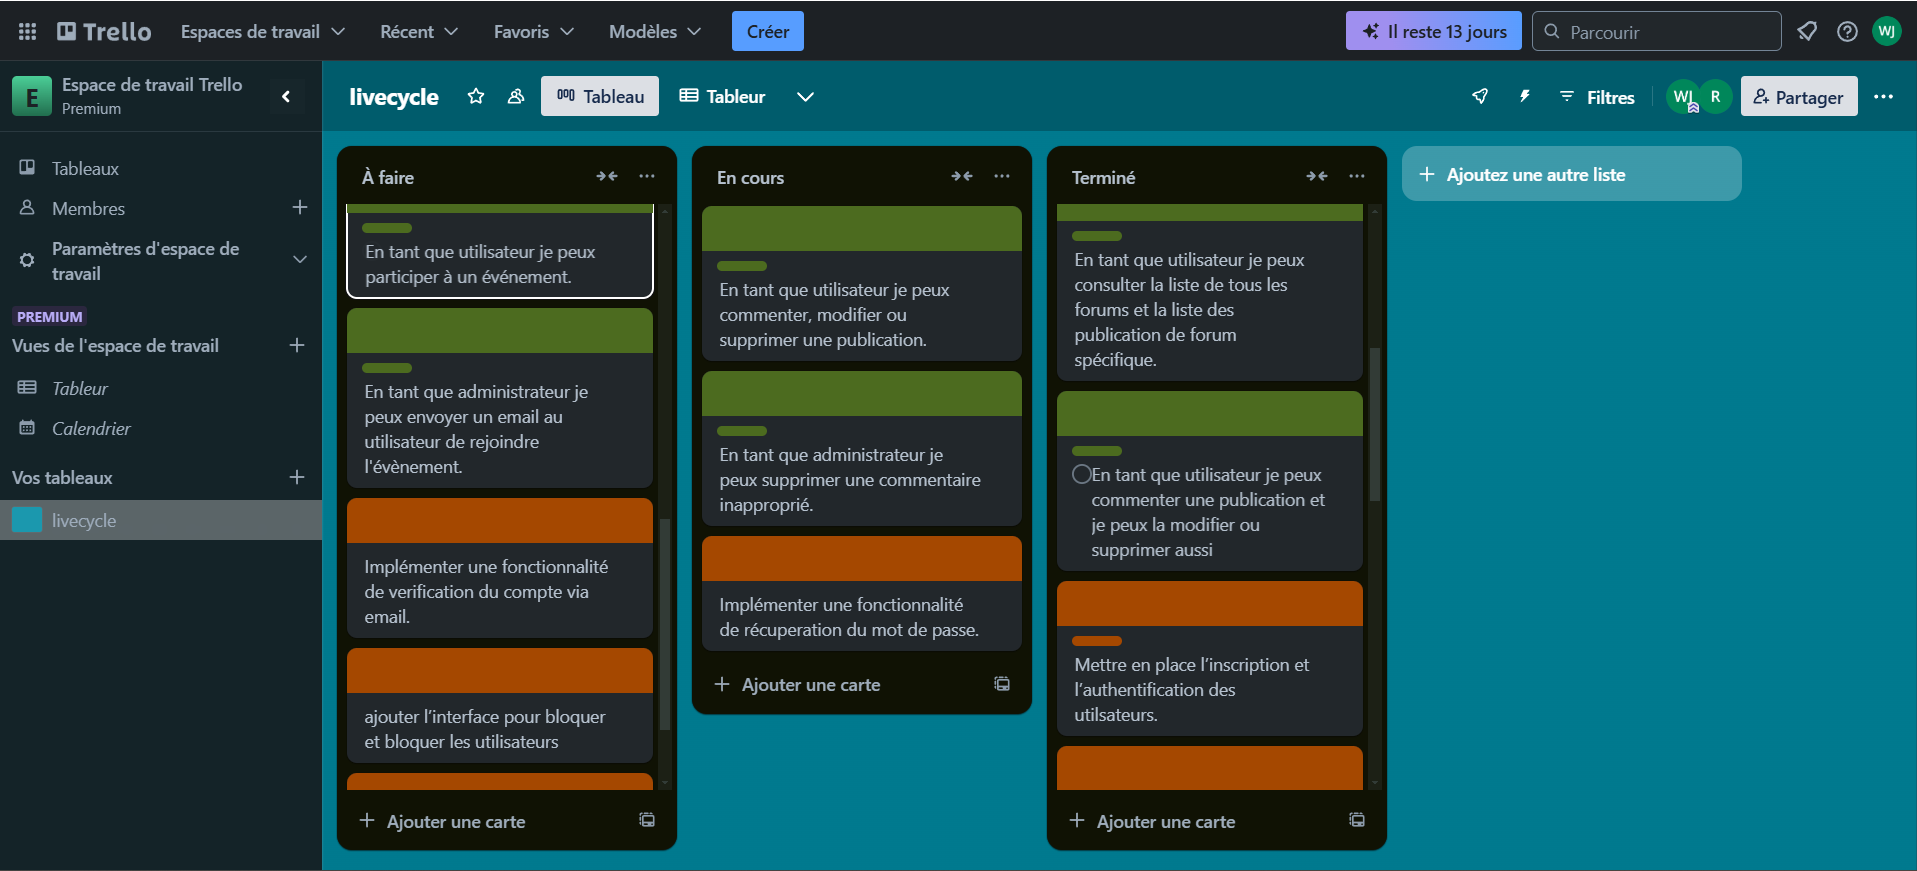 Trello
Espaces de travail
Récent
Favoris
Modèles
Créer
Il reste 13 jours
Parcourir
WJ
E
Espace de travail Trello
Premium
livecycle
Tableau
Tableur
Filtres
WJ
R
Partager
Tableaux
Membres
Paramètres d'espace de
travail
PREMIUM
Vues de l'espace de travail
Tableur
Calendrier
Vos tableaux
livecycle
À faire
En tant que utilisateur je peux
participer à un événement.
En tant que administrateur je
peux envoyer un email au
utilisateur de rejoindre
l'évènement.
Implémenter une fonctionnalité
de verification du compte via
email.
ajouter l’interface pour bloquer
et bloquer les utilisateurs
Ajouter une carte
En cours
En tant que utilisateur je peux
commenter, modifier ou
supprimer une publication.
En tant que administrateur je
peux supprimer une commentaire
inapproprié.
Implémenter une fonctionnalité
de récuperation du mot de passe.
Ajouter une carte
Terminé
En tant que utilisateur je peux
consulter la liste de tous les
forums et la liste des
publication de forum
spécifique.
En tant que utilisateur je peux
commenter une publication et
je peux la modifier ou
supprimer aussi
Mettre en place l’inscription et
l’authentification des
utilsateurs.
Ajouter une carte
Ajoutez une autre liste